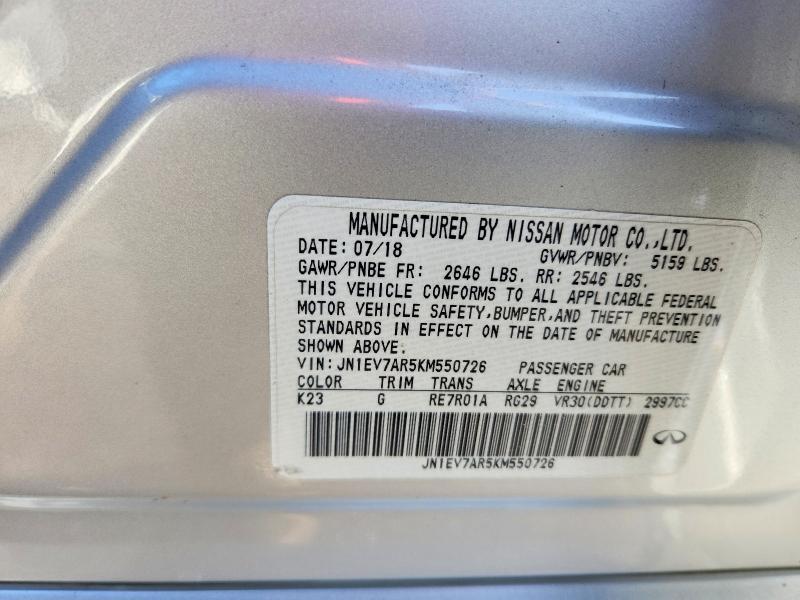 MANUFACTURED BY NISSAN MOTOR CO.,LTD.
DATE: 07/18 GVWR/PNBV: 5159 LBS.
GAWR/PNBE FR: 2646 LBS. RR: 2546 LBS.
THIS VEHICLE CONFORMS TO ALL APPLICABLE FEDERAL
MOTOR VEHICLE SAFETY,BUMPER,AND THEFT PREVENTION
STANDARDS IN EFFECT ON THE DATE OF MANUFACTURE
SHOWN ABOVE.
VIN: JN1EV7AR5KM550726 PASSENGER CAR
COLOR TRIM TRANS AXLE ENGINE
K23 G RE7R01A RG29 VR30(DDTT) 2997CC
JN1EV7AR5KM550726